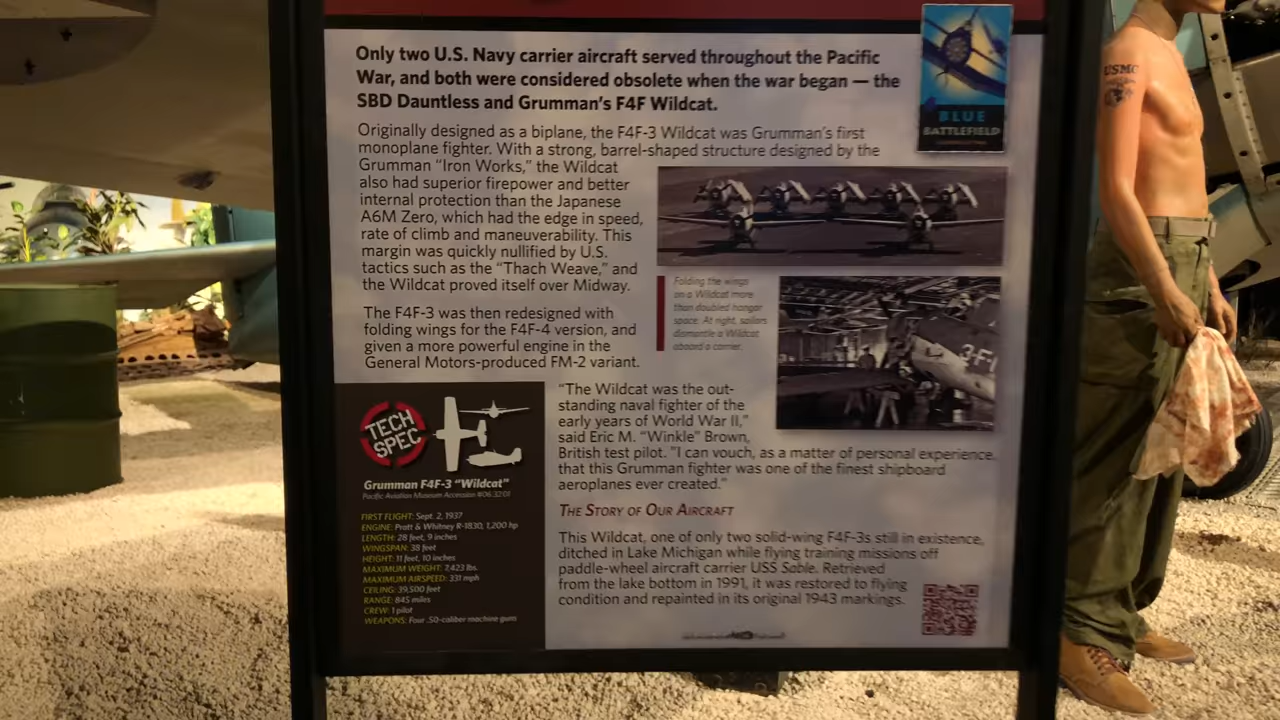 Only two U.S. Navy carrier aircraft served throughout the Pacific
War, and both were considered obsolete when the war began — the
SBD Dauntless and Grumman's F4F Wildcat.
BLUE
BATTLEFIELD
Originally designed as a biplane, the F4F-3 Wildcat was Grumman's first
monoplane fighter. With a strong, barrel-shaped structure designed by the
Grumman "Iron Works," the Wildcat
also had superior firepower and better
internal protection than the Japanese
A6M Zero, which had the edge in speed,
rate of climb and maneuverability. This
margin was quickly nullified by U.S.
tactics such as the "Thach Weave," and
the Wildcat proved itself over Midway.
The F4F-3 was then redesigned with
folding wings for the F4F-4 version, and
given a more powerful engine in the
General Motors-produced FM-2 variant.
Folding the wings
on a Wildcat more
than doubled hangar
space. At right, sailors
dismantle a Wildcat
aboard a carrier.
3-F-1
"The Wildcat was the out-
standing naval fighter of the
early years of World War II,"
said Eric M. "Winkle" Brown,
British test pilot. "I can vouch, as a matter of personal experience,
that this Grumman fighter was one of the finest shipboard
aeroplanes ever created."
THE STORY OF OUR AIRCRAFT
This Wildcat, one of only two solid-wing F4F-3s still in existence,
ditched in Lake Michigan while flying training missions off
paddle-wheel aircraft carrier USS Sable. Retrieved
from the lake bottom in 1991, it was restored to flying
condition and repainted in its original 1943 markings.
TECH
SPEC
Grumman F4F-3 "Wildcat"
Pacific Aviation Museum Accession #06.32.01
FIRST FLIGHT: Sept. 2, 1937
ENGINE: Pratt & Whitney R-1830, 1,200 hp
LENGTH: 28 feet, 9 inches
WINGSPAN: 38 feet
HEIGHT: 11 feet, 10 inches
MAXIMUM WEIGHT: 7,423 lbs.
MAXIMUM AIRSPEED: 331 mph
CEILING: 39,500 feet
RANGE: 845 miles
CREW: 1 pilot
WEAPONS: Four .50-caliber machine guns
USMC